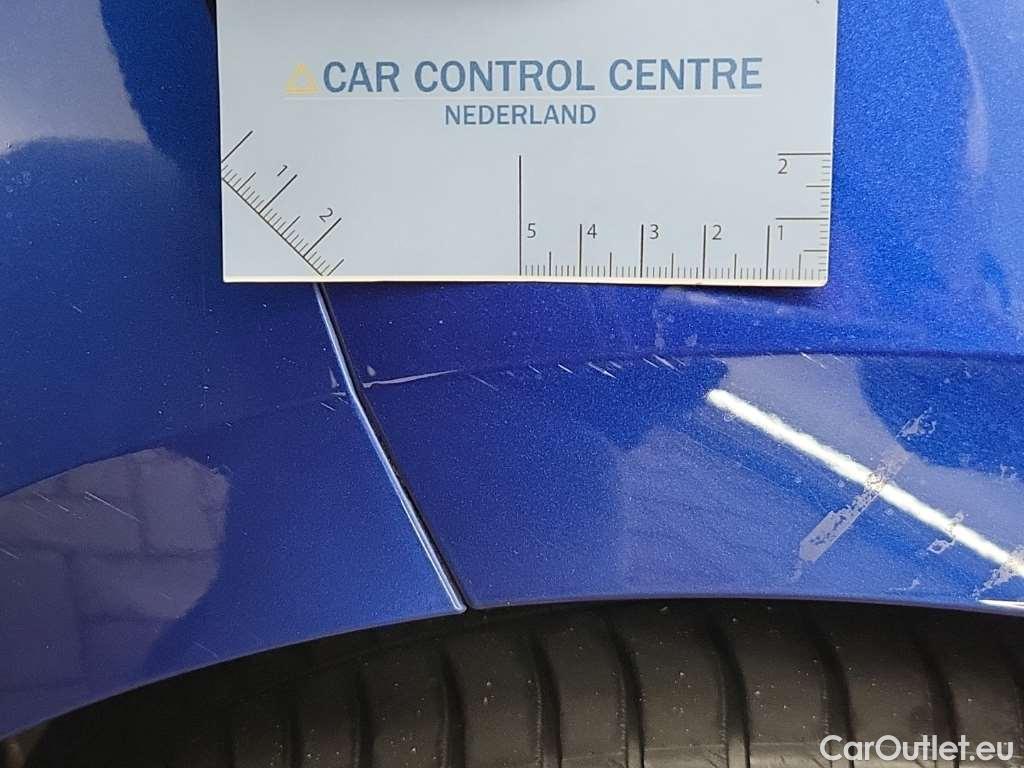 CAR CONTROL CENTRE
NEDERLAND
1
2
2
5 4 3 2 1
CarOutlet.eu